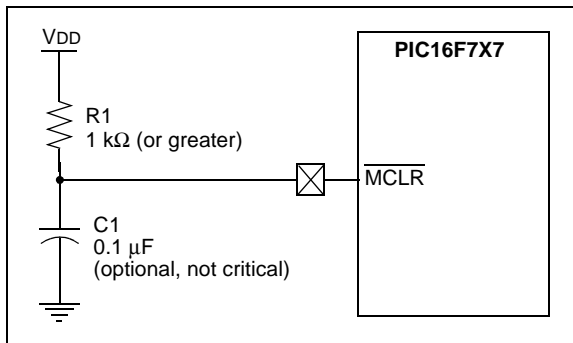 VDD
PIC16F7X7
R1
1 kΩ (or greater)
MCLR
C1
0.1 μF
(optional, not critical)